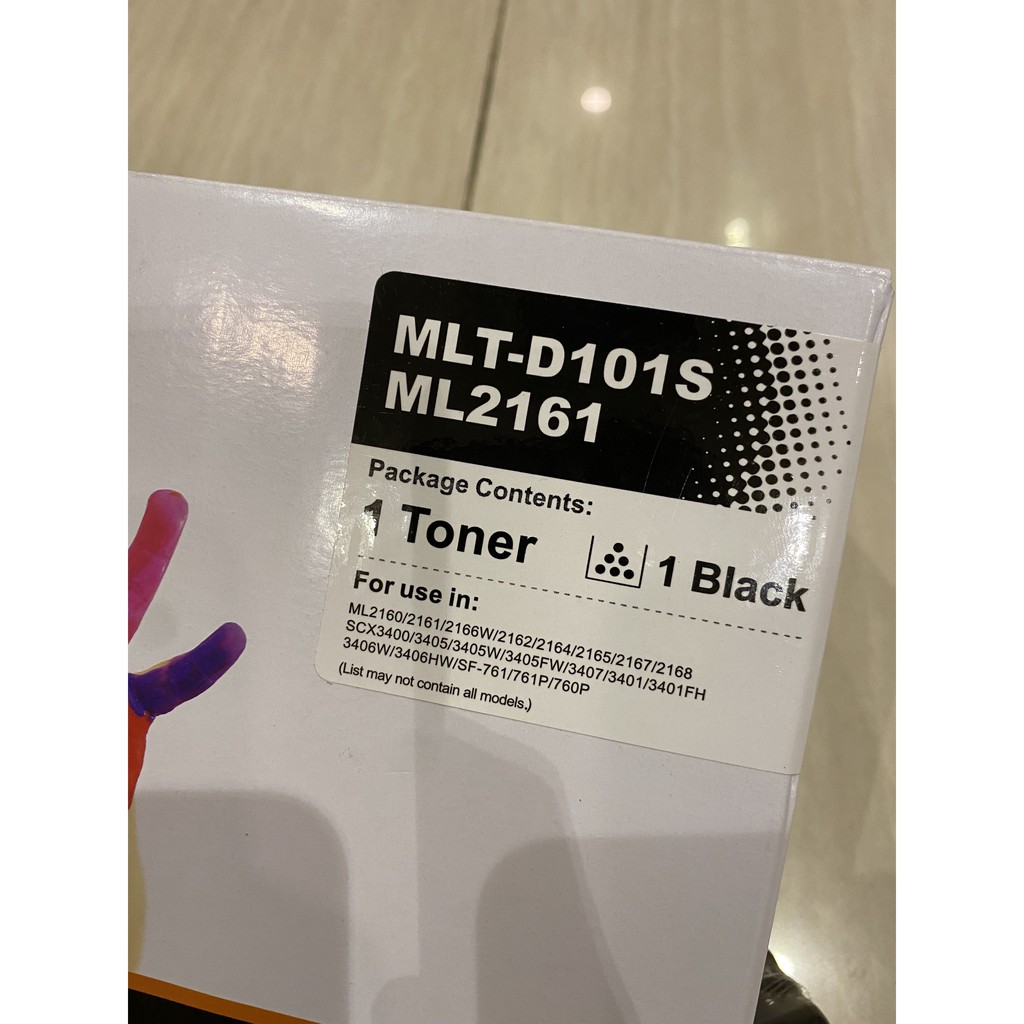 MLT-D101S
ML2161
Package Contents:
1 Toner 1 Black
For use in:
ML2160/2161/2166W/2162/2164/2165/2167/2168
SCX3400/3405/3405W/3405FW/3407/3401/3401FH
3406W/3406HW/SF-761/761P/760P
(List may not contain all models.)